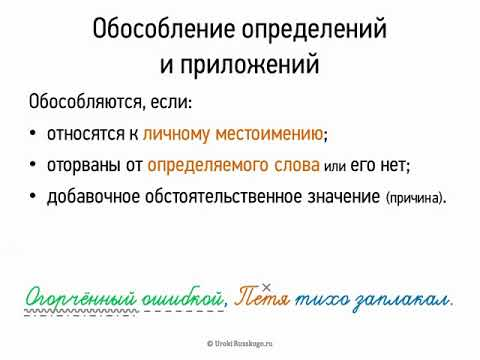 Обособление определений
и приложений
Обособляются, если:
• относятся к личному местоимению;
• оторваны от определяемого слова или его нет;
• добавочное обстоятельственное значение (причина).
Огорчённый ошибкой, Петя тихо заплакал.
© UrokiRusskogo.ru